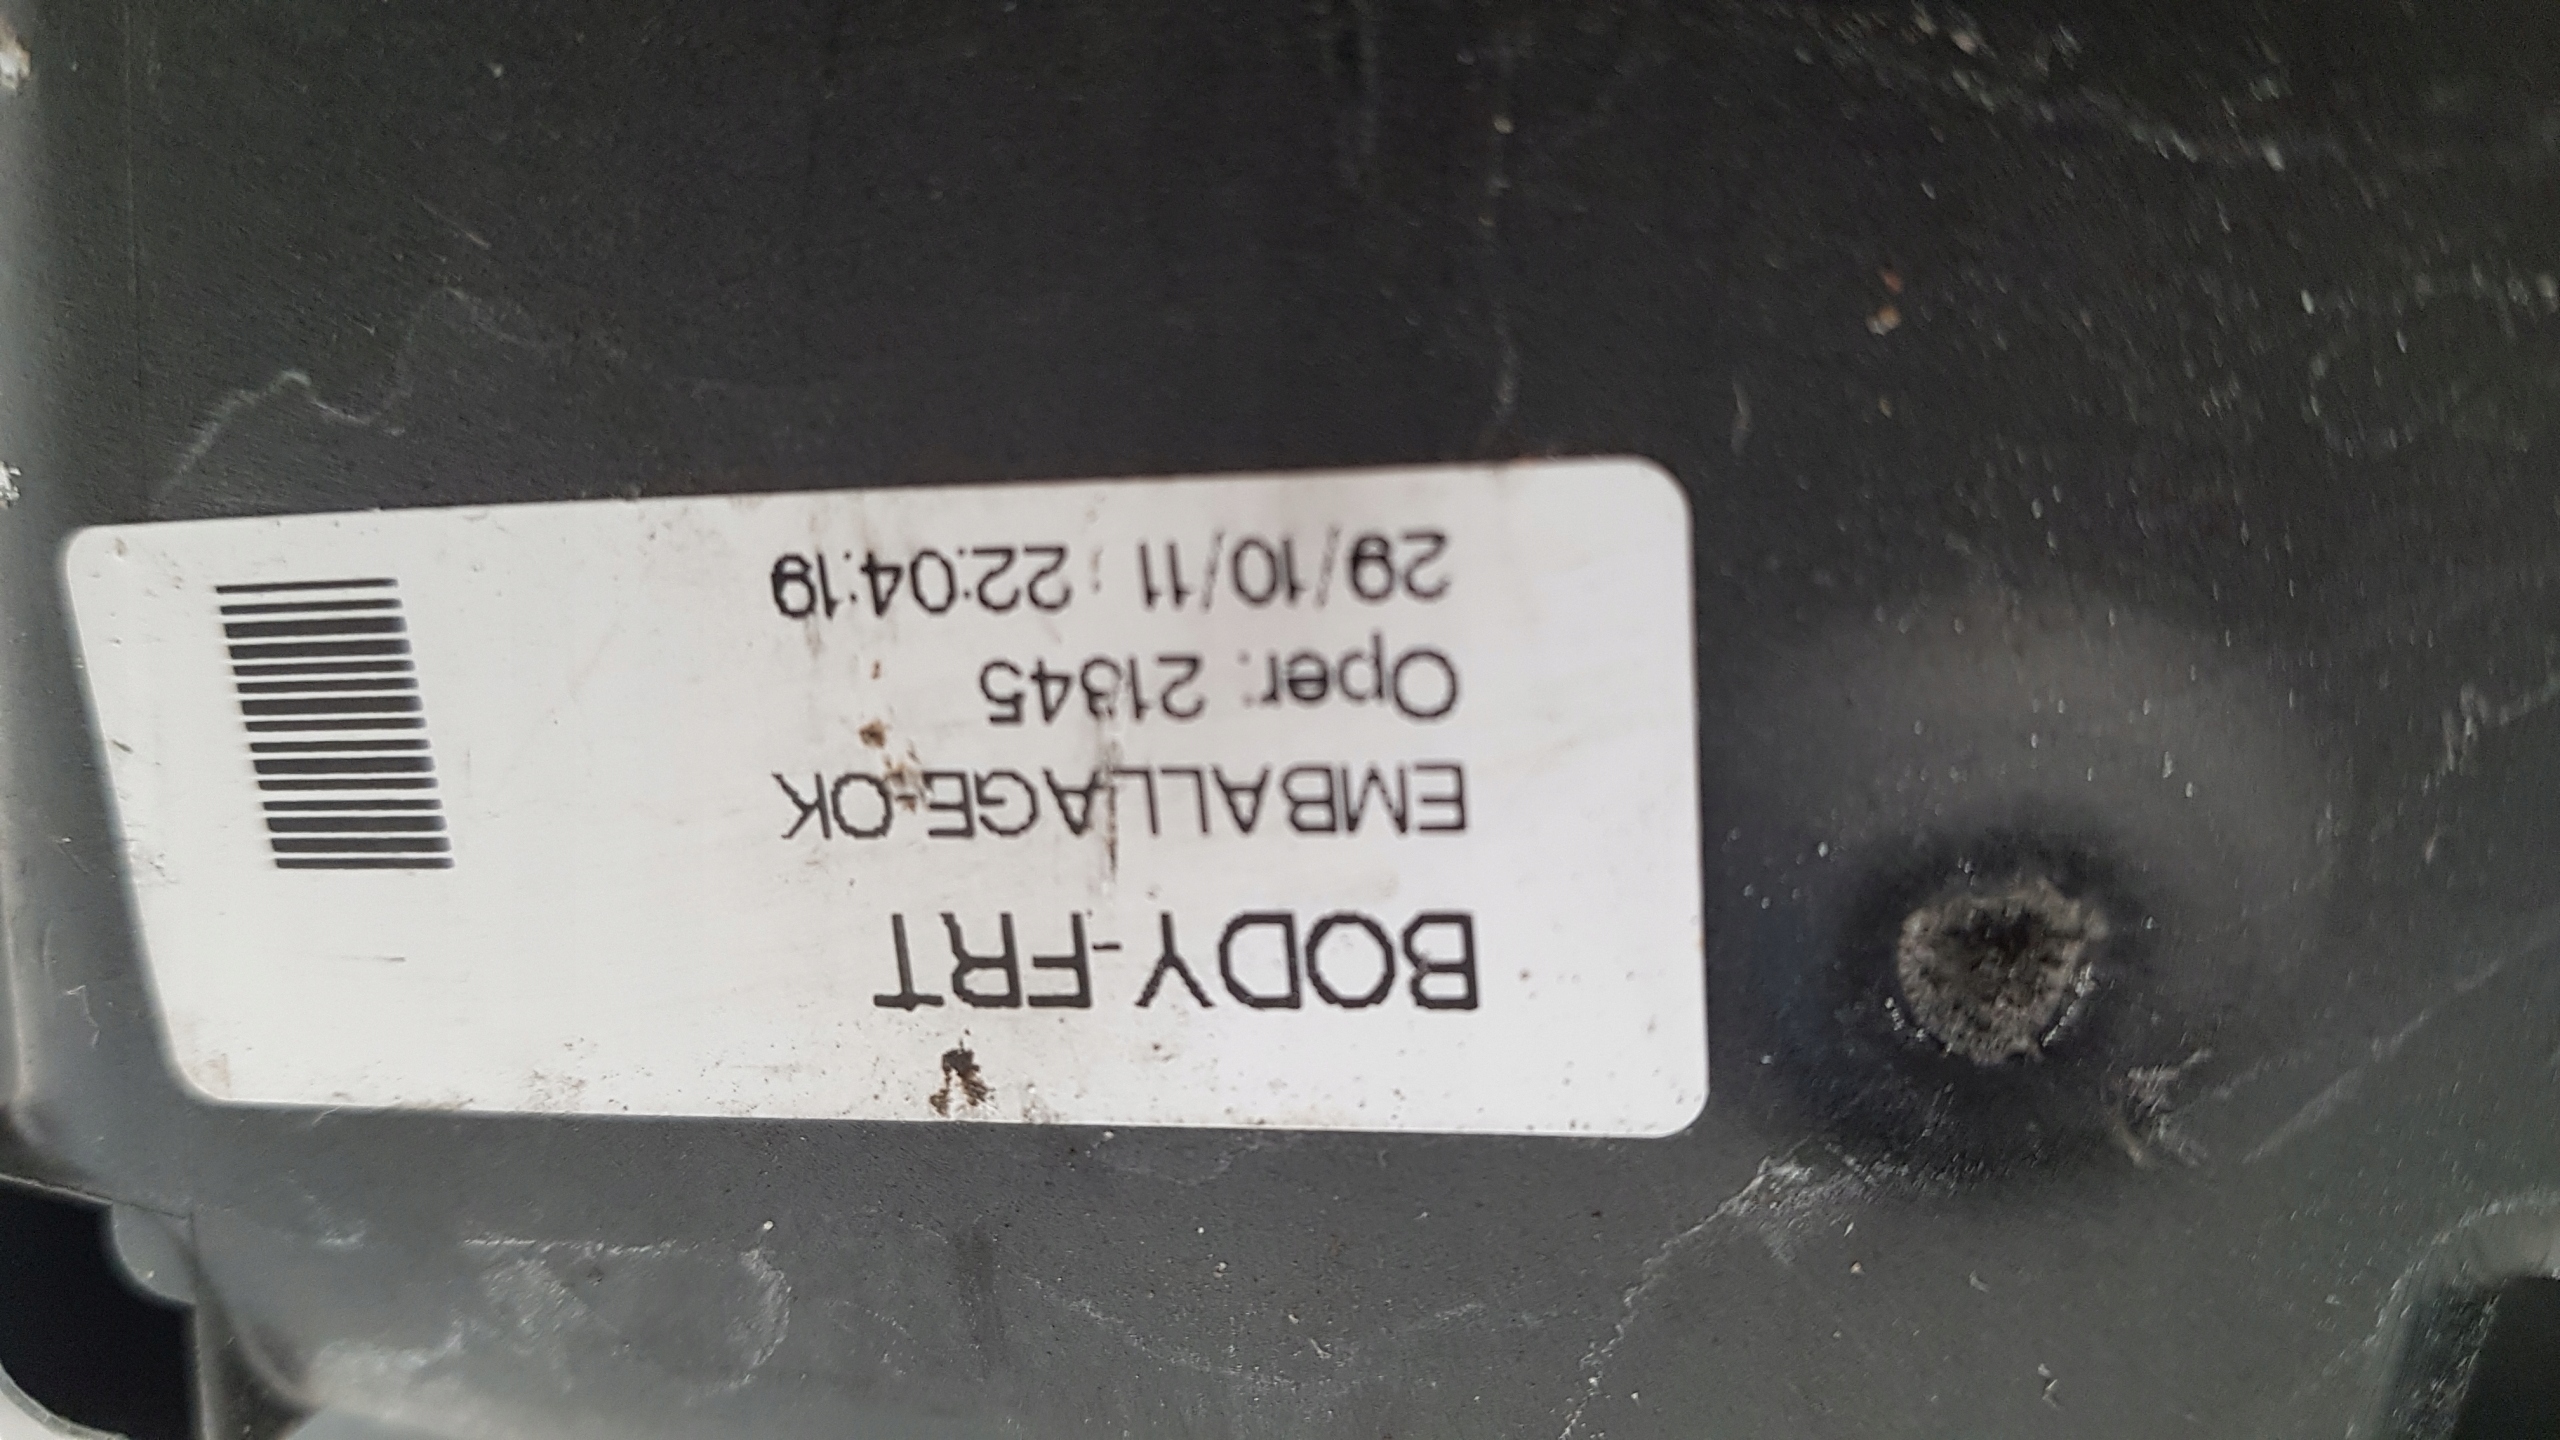 BODY-FRT
EMBALLAGE-OK
Oper: 21345
29/10/11 : 22:04:19